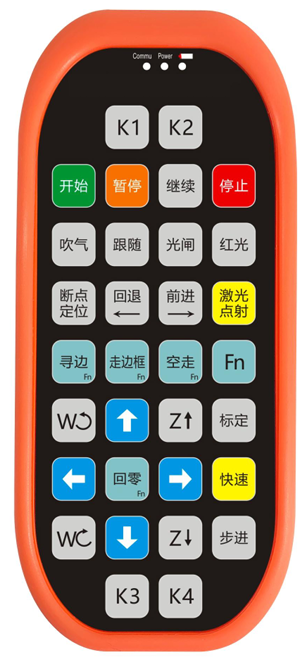 Commu Power
K1 K2
开始 暂停 继续 停止
吹气 跟随 光闸 红光
断点 回退 前进 激光
定位 ← → 点射
寻边 走边框 空走 Fn
Fn Fn Fn
W↺ ↑ Z↑ 标定
← 回零 → 快速
Fn
W↻ ↓ Z↓ 步进
K3 K4